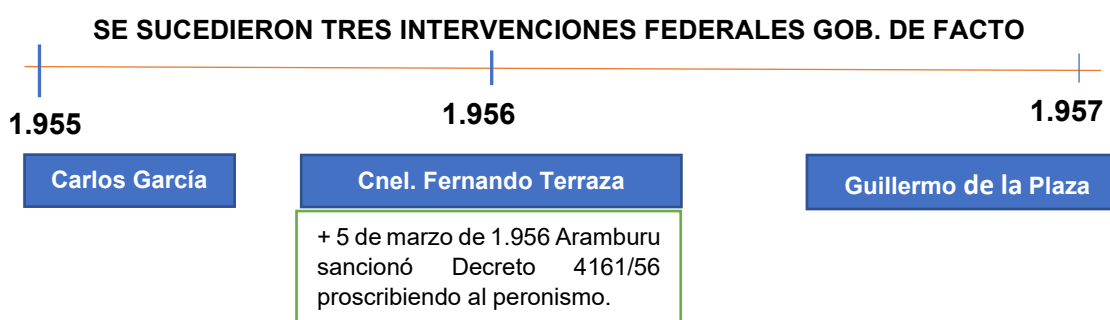 SE SUCEDIERON TRES INTERVENCIONES FEDERALES GOB. DE FACTO
1.955
1.956
1.957
Carlos García
Cnel. Fernando Terraza
Guillermo de la Plaza
+ 5 de marzo de 1.956 Aramburu
sancionó Decreto 4161/56
proscribiendo al peronismo.